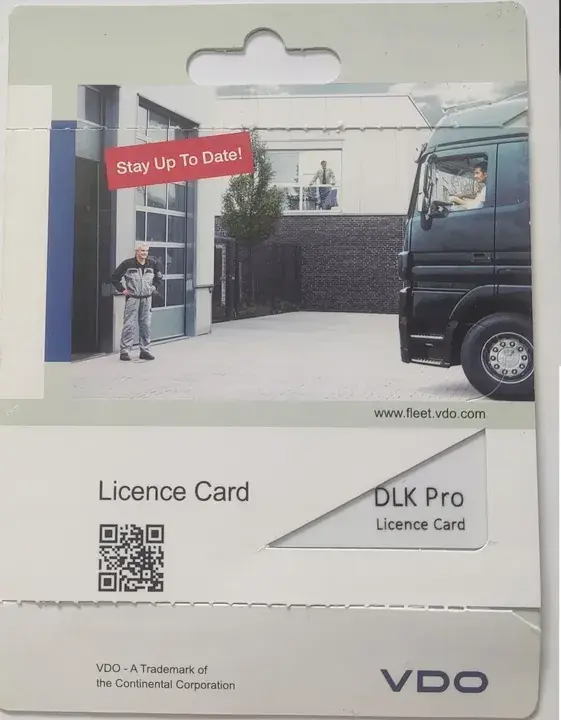 Stay Up To Date!
www.fleet.vdo.com
Licence Card
DLK Pro
Licence Card
VDO - A Trademark of
the Continental Corporation
VDO